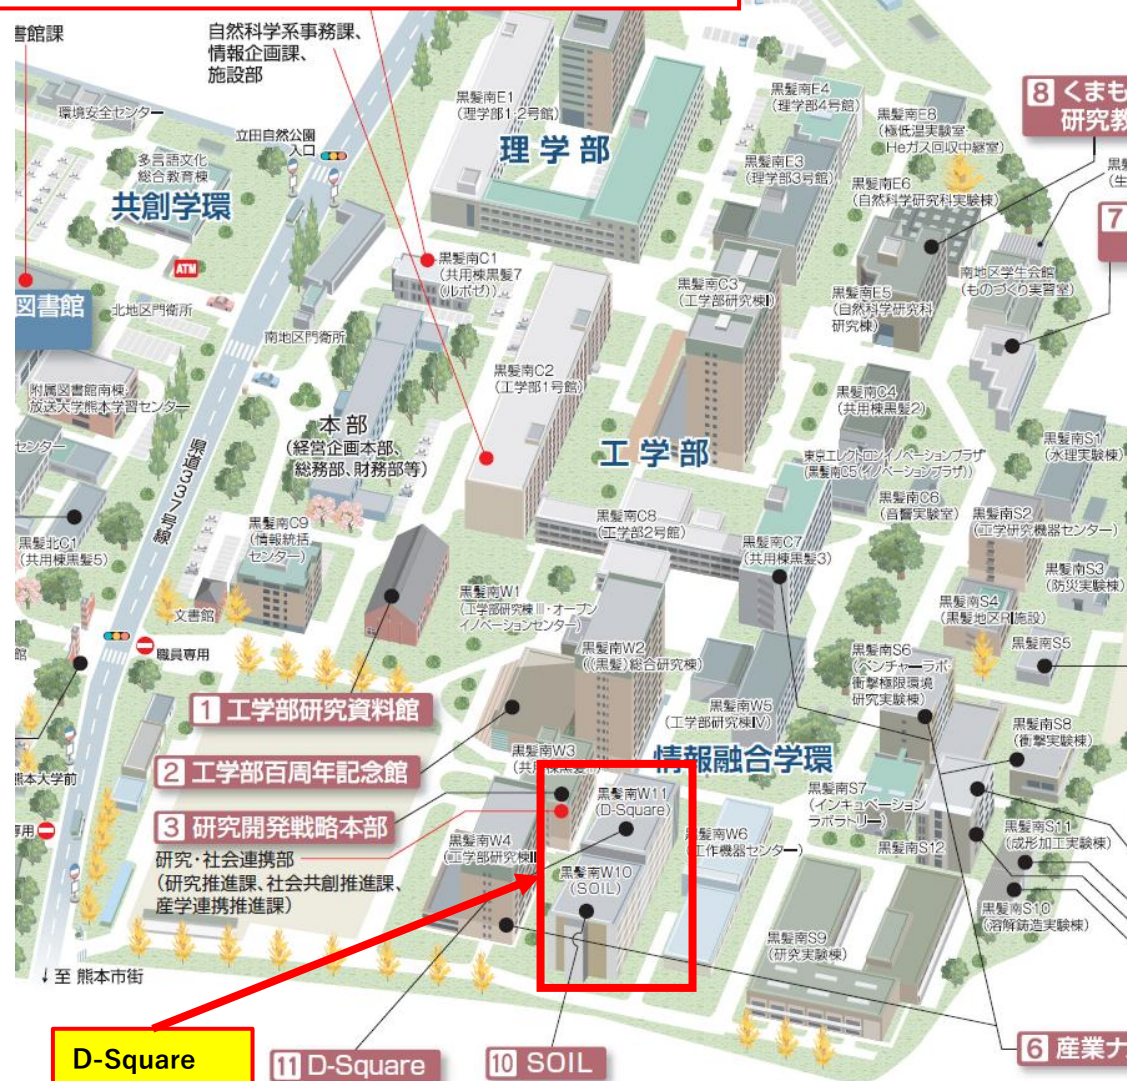 書館課
自然科学系事務課、
情報企画課、
施設部
環境安全センター
立田自然公園
入口
多言語文化
総合教育棟
共創学環
ATM
図書館
北地区門衛所
南地区門衛所
附属図書館南棟・
放送大学熊本学習センター
センター
県道337号線
本部
(経営企画本部、
総務部、財務部等)
黒髪北C1
(共用棟黒髪5)
黒髪南C9
(情報統括
センター)
文書館
館
職員専用
熊本大学前
専用
↓至 熊本市街
黒髪南E1
(理学部1・2号館)
理学部
黒髪南E4
(理学部4号館)
黒髪南E3
(理学部3号館)
黒髪南E8
(極低温実験室・
Heガス回収中継室)
黒髪南E6
(自然科学研究科実験棟)
8 くまも
研究教
黒髪
(生
7
南地区学生会館
(ものづくり実習室)
黒髪南E5
(自然科学研究科
研究棟)
黒髪南C1
(共用棟黒髪7
(ルポゼ))
黒髪南C3
(工学部研究棟Ⅰ)
黒髪南C2
(工学部1号館)
黒髪南C4
(共用棟黒髪2)
工学部
東京エレクトロンイノベーションプラザ
(黒髪南C5(イノベーションプラザ))
黒髪南S1
(水理実験棟)
黒髪南C6
(音響実験室)
黒髪南S2
(工学研究機器センター)
黒髪南C8
(工学部2号館)
黒髪南C7
(共用棟黒髪3)
黒髪南S3
(防災実験棟)
黒髪南S4
(黒髪地区RI施設)
黒髪南S5
黒髪南W1
(工学部研究棟Ⅲ・オープン
イノベーションセンター)
黒髪南W2
((黒髪)総合研究棟)
黒髪南S6
(ベンチャーラボ・
衝撃極限環境
研究実験棟)
黒髪南W5
(工学部研究棟Ⅳ)
黒髪南S8
(衝撃実験棟)
1 工学部研究資料館
2 工学部百周年記念館
3 研究開発戦略本部
研究・社会連携部
(研究推進課、社会共創推進課、
産学連携推進課)
黒髪南W3
情報融合学環
黒髪南W11
(D-Square)
黒髪南S7
(インキュベーション
ラボラトリー)
黒髪南W4
(工学部研究棟
黒髪南W6
(工作機器センター)
黒髪南S11
(成形加工実験棟)
黒髪南S12
黒髪南W10
(SOIL)
黒髪南S10
(溶解鋳造実験棟)
黒髪南S9
(研究実験棟)
D-Square
11 D-Square
10 SOIL
6 産業ナ